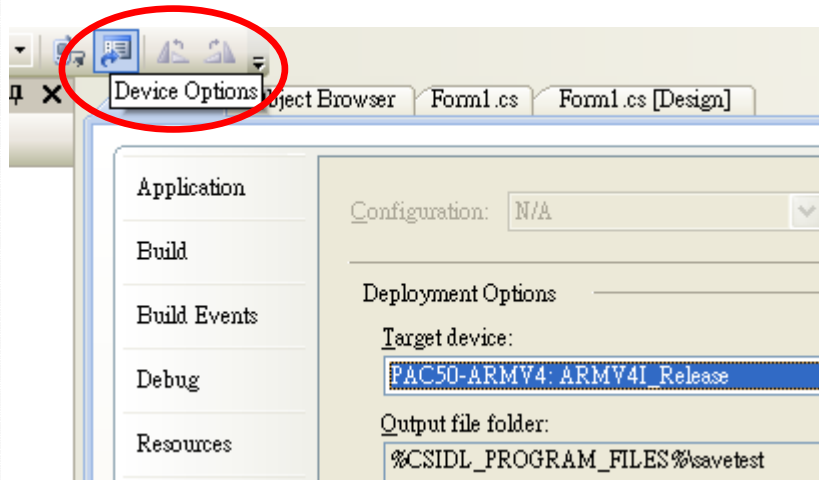 Device Options
bject Browser
Form1.cs
Form1.cs [Design]
Application
Build
Build Events
Debug
Resources
Configuration:
N/A
Deployment Options
Target device:
PAC50-ARMV4: ARMV4I_Release
Output file folder:
%CSIDL_PROGRAM_FILES%\savetest